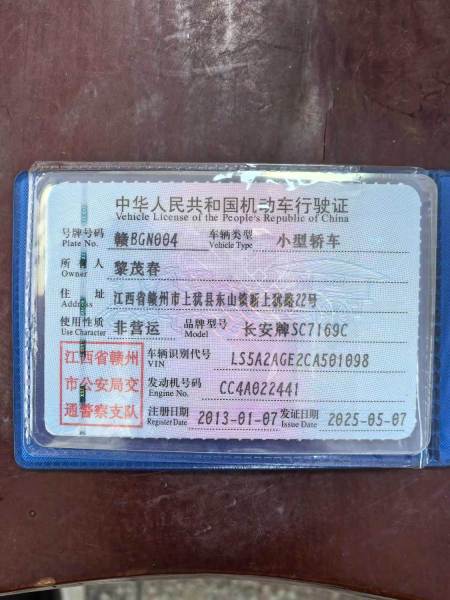 中华人民共和国机动车行驶证
Vehicle License of the People's Republic of China
号牌号码 赣BGN004 车辆类型 小型轿车
Plate No. Vehicle Type
所有人 黎茂春
Owner
住址 江西省赣州市上犹县东山镇新上犹路22号
Address
使用性质 非营运 品牌型号 长安牌SC7169C
Use Character Model
江西省赣州市公安局交通警察支队
车辆识别代号 LS5A2AGE2CA501098
VIN
发动机号码 CC4A022441
Engine No.
注册日期 2013-01-07 发证日期 2025-05-07
Register Date Issue Date